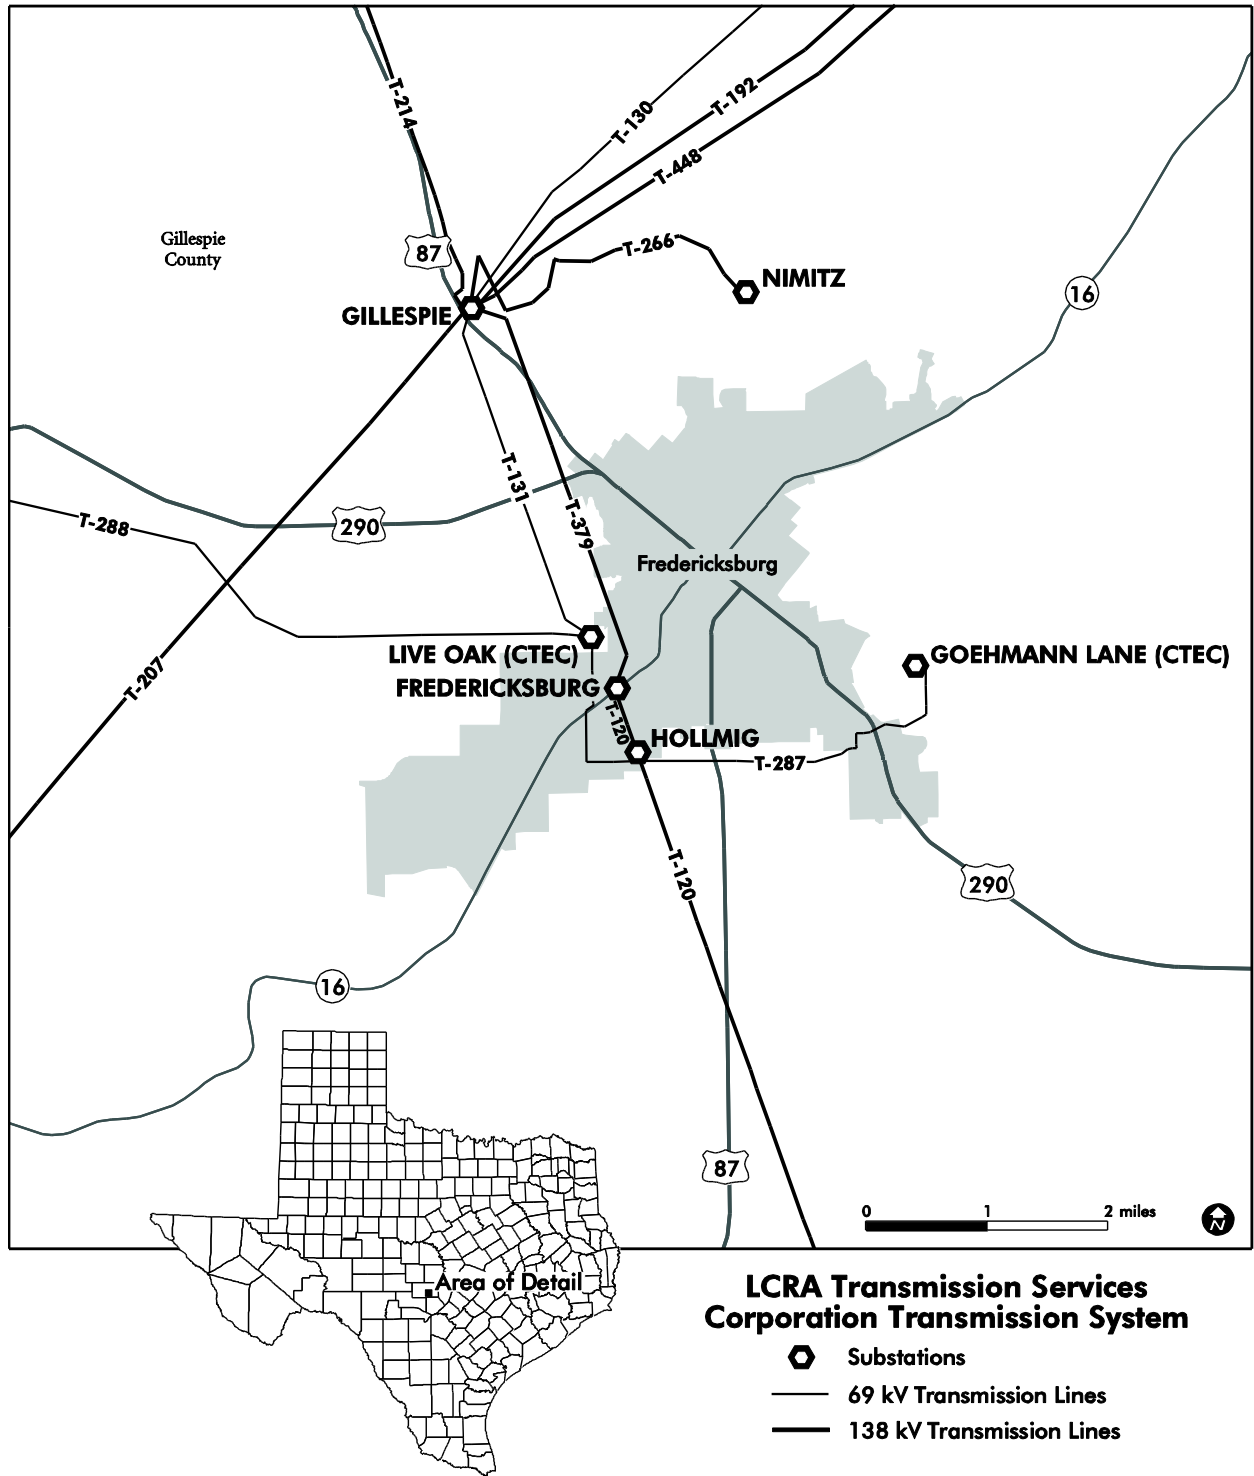 T-214
T-130
T-192
T-448
Gillespie
County
87
T-266
NIMITZ
16
GILLESPIE
T-131
T-379
T-288
290
Fredericksburg
LIVE OAK (CTEC)
GOEHMANN LANE (CTEC)
T-207
FREDERICKSBURG
T-120
HOLLMIG
T-287
T-120
290
16
87
0 1 2 miles
N
Area of Detail
LCRA Transmission Services
Corporation Transmission System
Substations
69 kV Transmission Lines
138 kV Transmission Lines